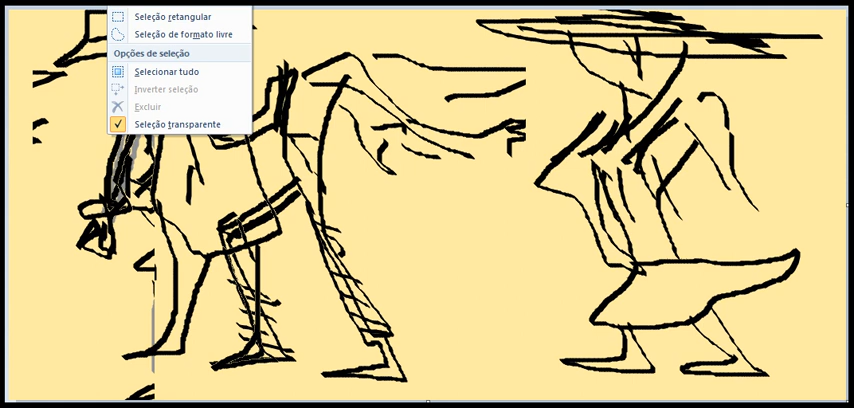 Seleção retangular
Seleção de formato livre
Opções de seleção
Selecionar tudo
Inverter seleção
Excluir
Seleção transparente